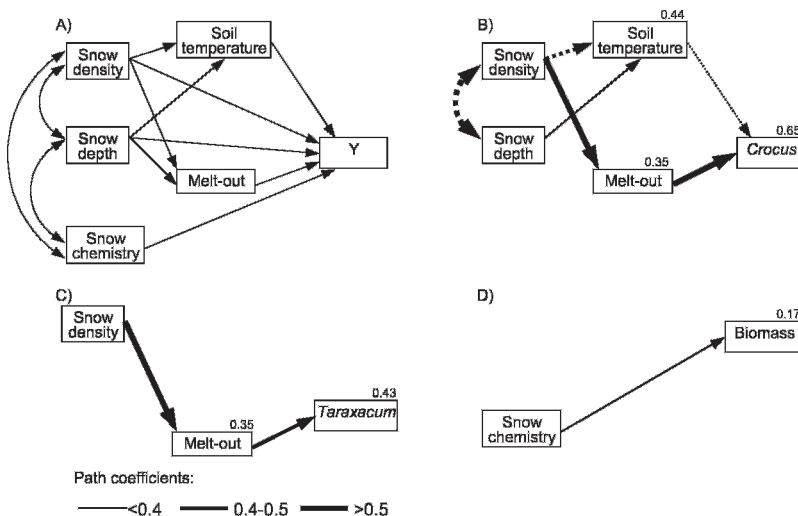 A)
Snow
density
Soil
temperature
Snow
depth
Y
Melt-out
Snow
chemistry
B)
0.44
Snow
density
Soil
temperature
Snow
depth
0.65
Crocus
0.35
Melt-out
C)
Snow
density
0.43
Taraxacum
0.35
Melt-out
D)
0.17
Biomass
Snow
chemistry
Path coefficients:
<0.4 0.4-0.5 >0.5